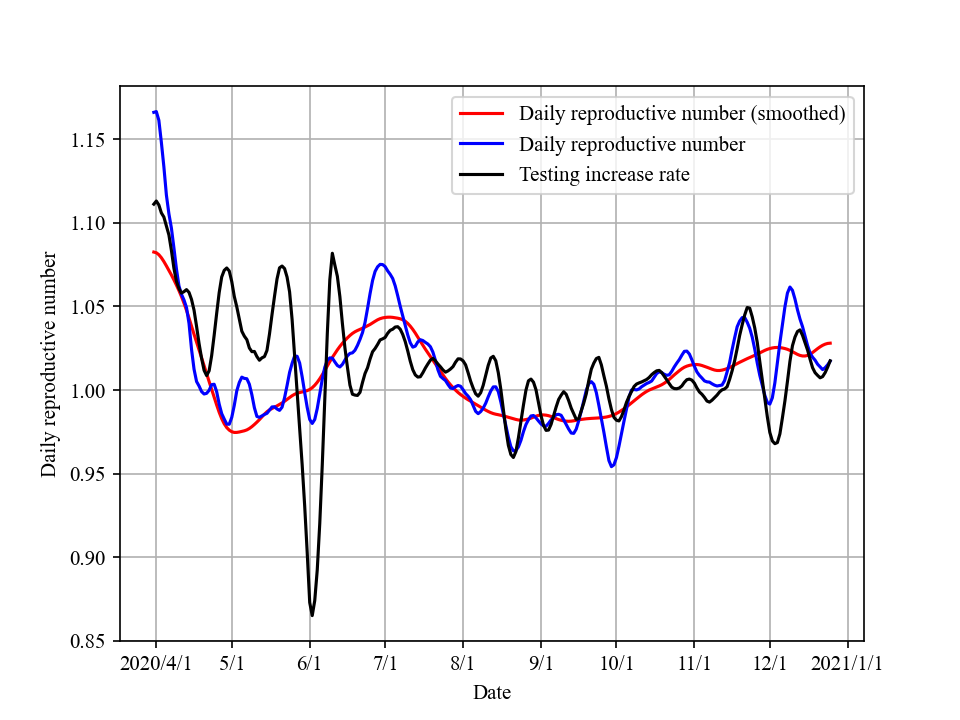 Daily reproductive number (smoothed)
Daily reproductive number
Testing increase rate
Daily reproductive number
1.15
1.10
1.05
1.00
0.95
0.90
0.85
2020/4/1 5/1 6/1 7/1 8/1 9/1 10/1 11/1 12/1 2021/1/1
Date